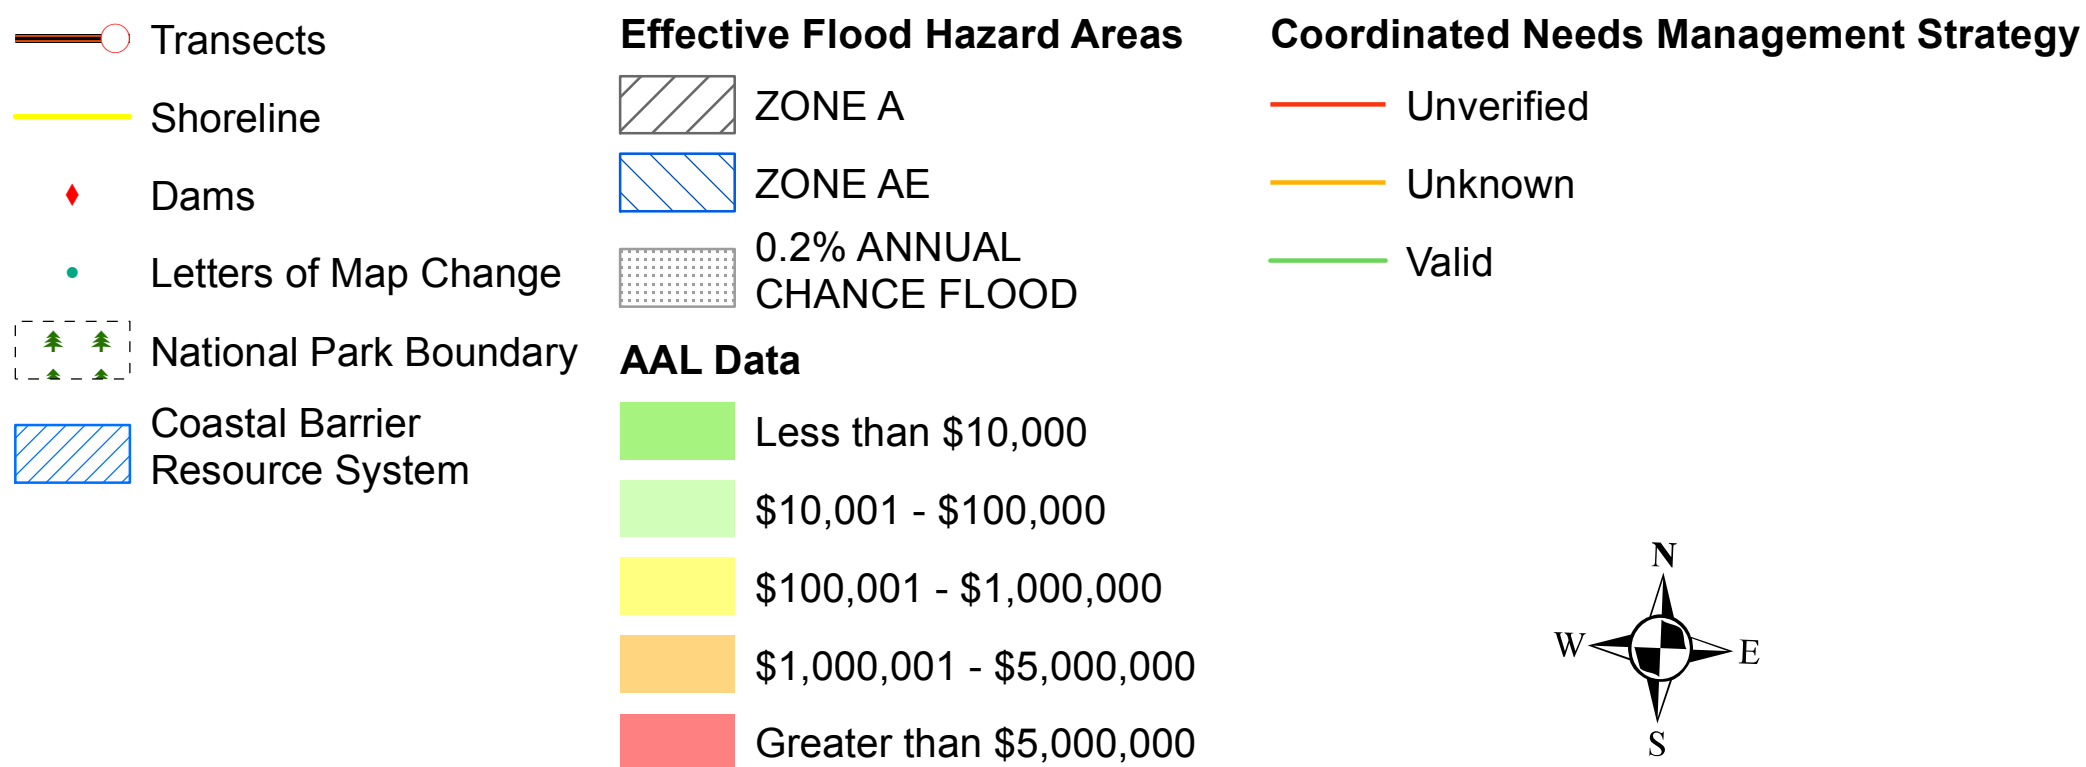 Transects
Shoreline
Dams
Letters of Map Change
National Park Boundary
Coastal Barrier
Resource System
Effective Flood Hazard Areas
ZONE A
ZONE AE
0.2% ANNUAL
CHANCE FLOOD
AAL Data
Less than $10,000
$10,001 - $100,000
$100,001 - $1,000,000
$1,000,001 - $5,000,000
Greater than $5,000,000
Coordinated Needs Management Strategy
Unverified
Unknown
Valid
N
W
E
S